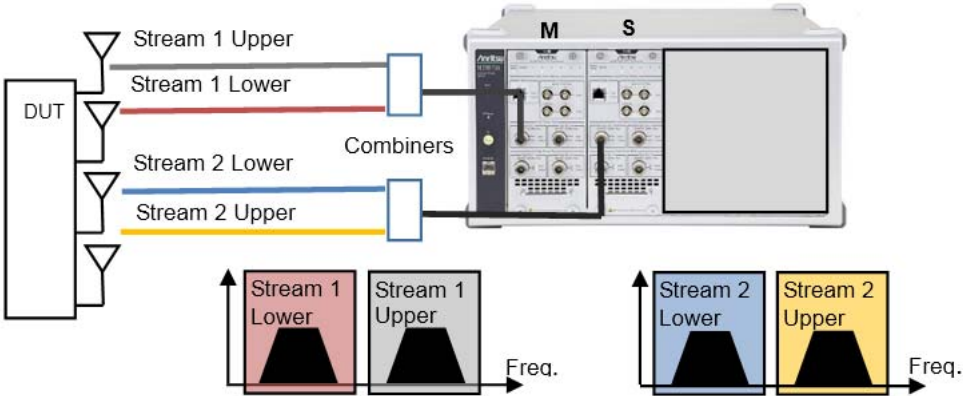 M
S
Stream 1 Upper
Anritsu
Stream 1 Lower
DUT
Combiners
Stream 2 Lower
Stream 2 Upper
Stream 1
Lower
Stream 1
Upper
Freq.
Stream 2
Lower
Stream 2
Upper
Freq.